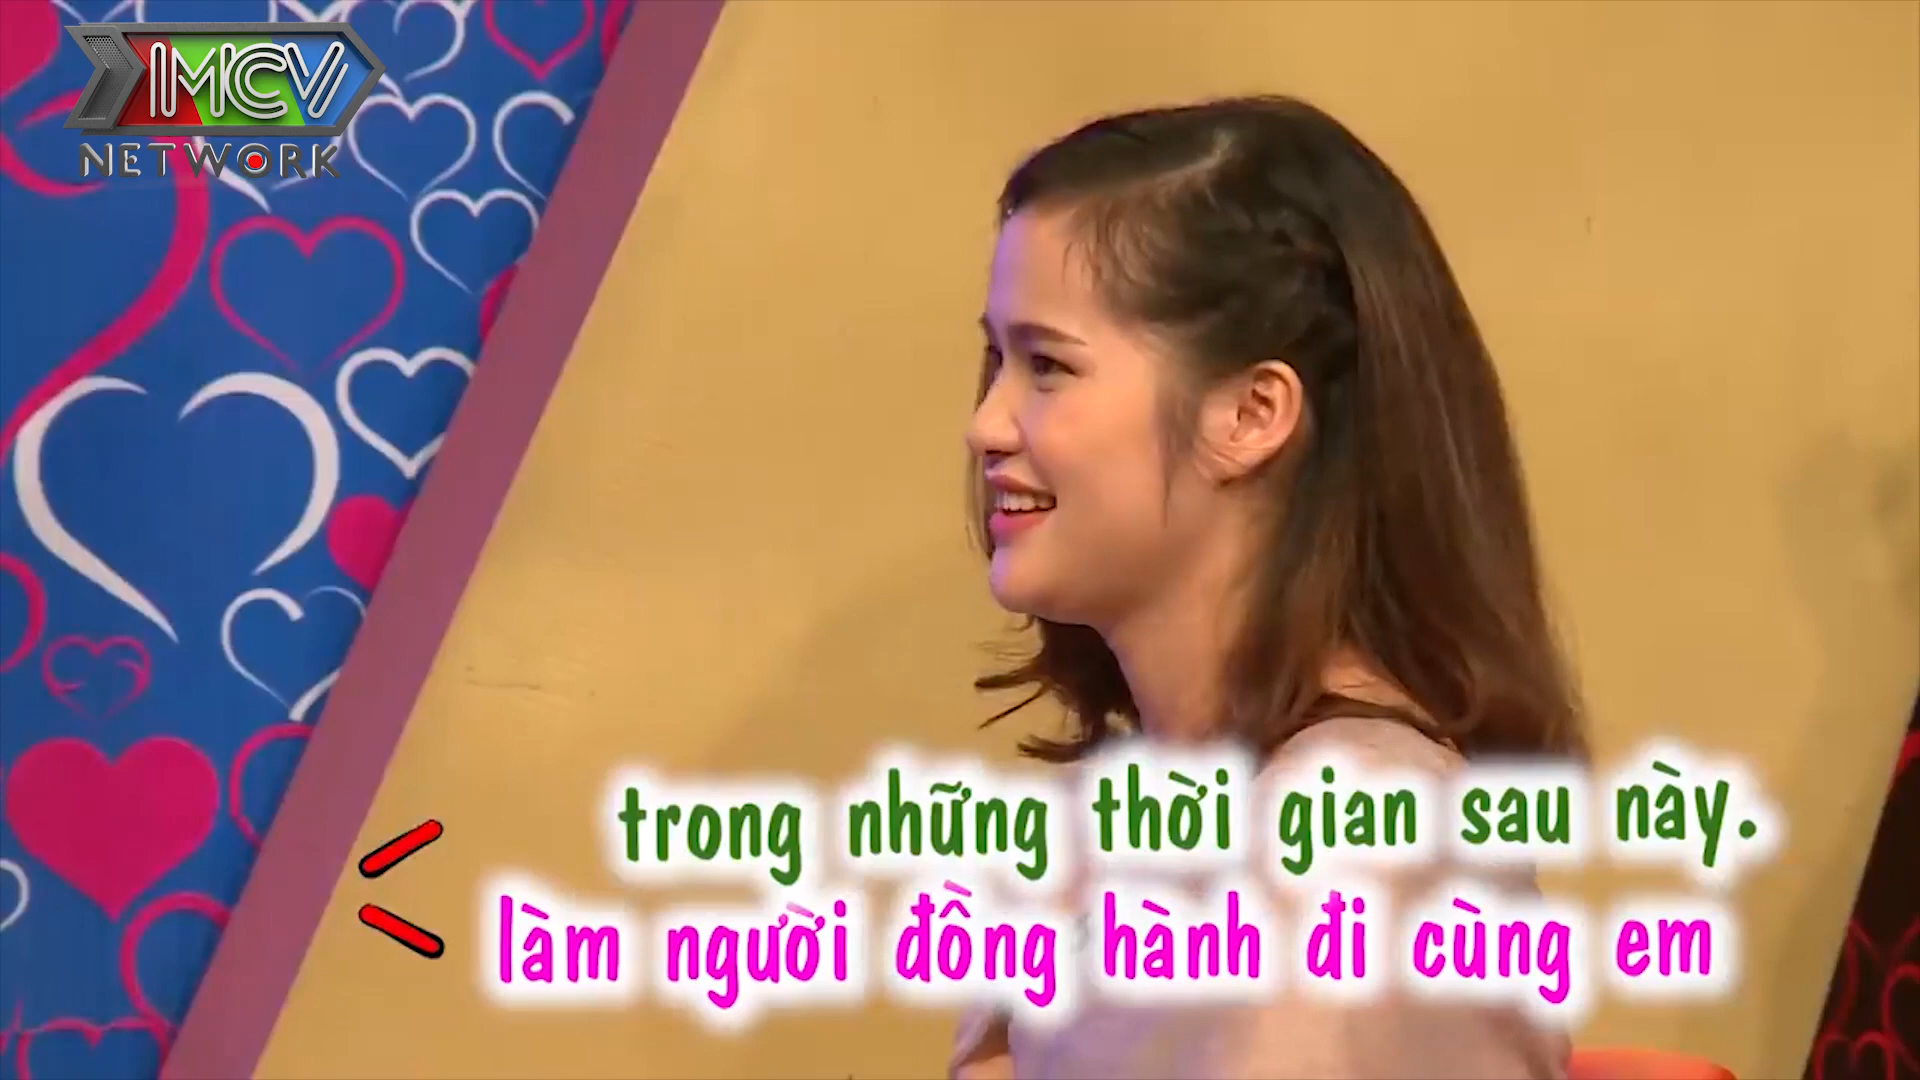 MCV
NETWORK
trong những thời gian sau này.
làm người đồng hành đi cùng em